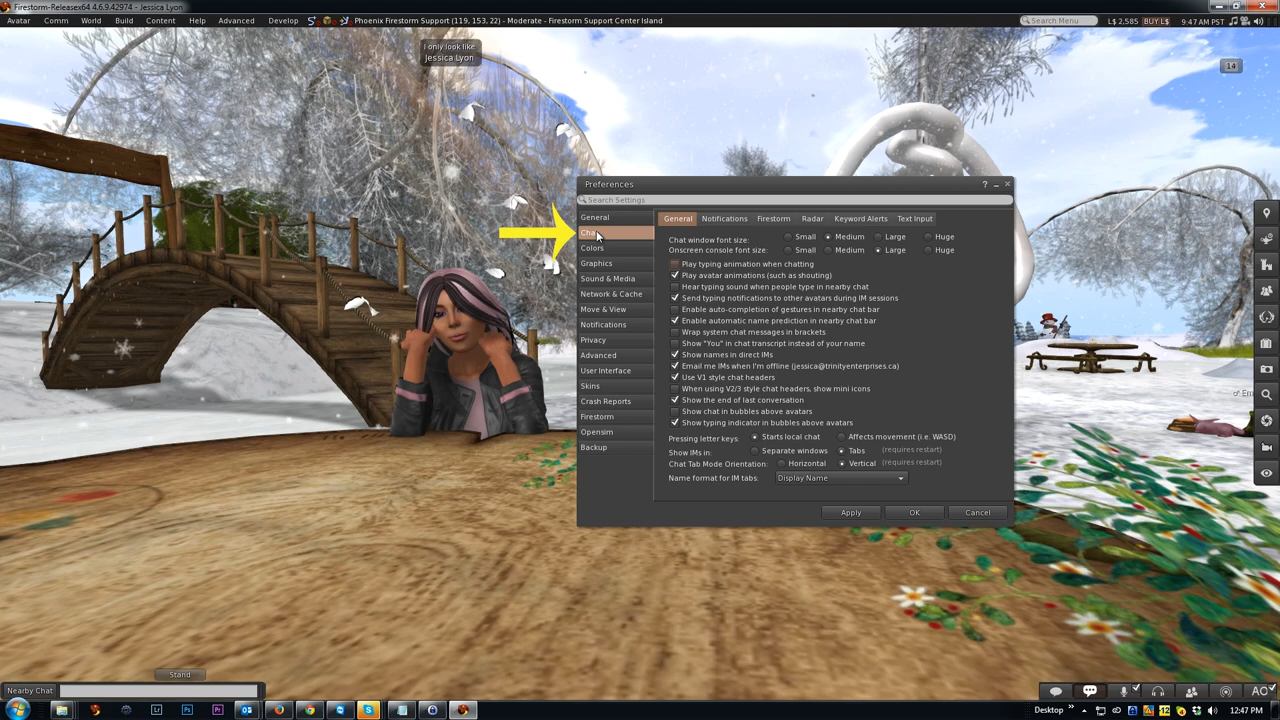 Firestorm-Releasex64 4.6.9.42974 - Jessica Lyon
Avatar Comm World Build Content Help Advanced Develop Phoenix Firestorm Support (119, 153, 22) - Moderate - Firestorm Support Center Island Search Menu L$ 2,585 BUY L$ 9:47 AM PST
I only look like
Jessica Lyon
14
Preferences
Search Settings
General
Chat
Colors
Graphics
Sound & Media
Network & Cache
Move & View
Notifications
Privacy
Advanced
User Interface
Skins
Crash Reports
Firestorm
Opensim
Backup
General Notifications Firestorm Radar Keyword Alerts Text Input
Chat window font size: Small Medium Large Huge
Onscreen console font size: Small Medium Large Huge
Play typing animation when chatting
Play avatar animations (such as shouting)
Hear typing sound when people type in nearby chat
Send typing notifications to other avatars during IM sessions
Enable auto-completion of gestures in nearby chat bar
Enable automatic name prediction in nearby chat bar
Wrap system chat messages in brackets
Show "You" in chat transcript instead of your name
Show names in direct IMs
Email me IMs when I'm offline (jessica@trinityenterprises.ca)
Use V1 style chat headers
When using V2/3 style chat headers, show mini icons
Show the end of last conversation
Show chat in bubbles above avatars
Show typing indicator in bubbles above avatars
Pressing letter keys: Starts local chat Affects movement (i.e. WASD)
Show IMs in: Separate windows Tabs (requires restart)
Chat Tab Mode Orientation: Horizontal Vertical (requires restart)
Name format for IM tabs: Display Name
Apply OK Cancel
Stand
Nearby Chat
AO
Desktop
12:47 PM